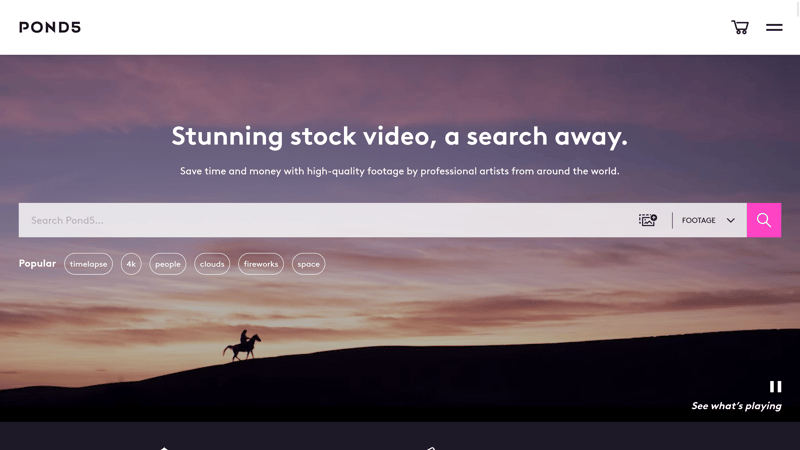 POND5
Stunning stock video, a search away.
Save time and money with high-quality footage by professional artists from around the world.
Search Pond5...
FOOTAGE
Popular timelapse 4k people clouds fireworks space
See what's playing